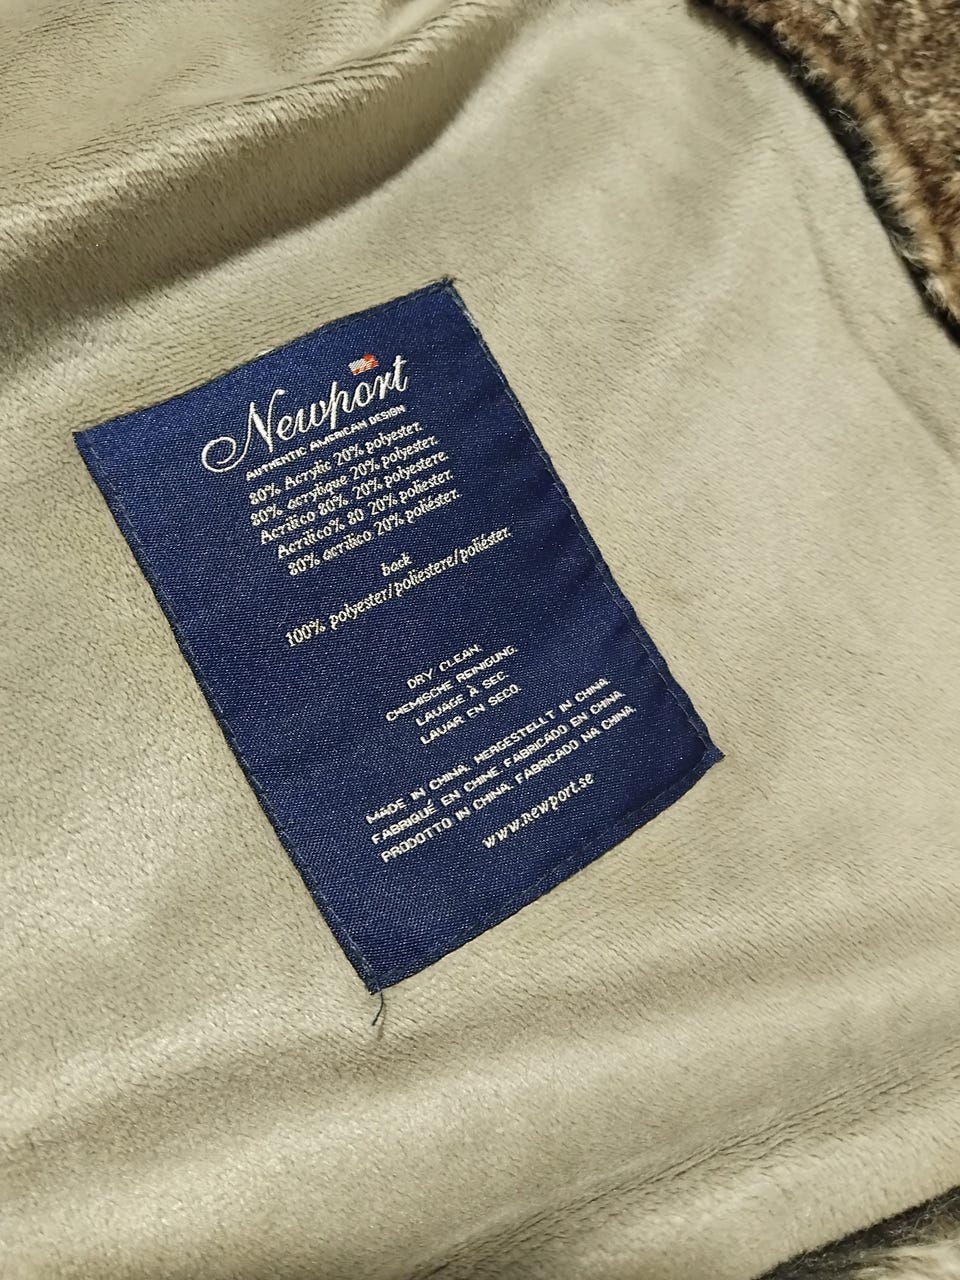 Newport
AUTHENTIC AMERICAN DESIGN
80% Acrylic 20% polyester.
80% acrylique 20% polyester.
Acrilico 80% 20% polyestere.
Acrilico% 80 20% poliester.
80% acrilico 20% poliéster.
back
100% polyester/poliestere/poliéster.
DRY CLEAN.
CHEMISCHE REINIGUNG.
LAVAGE À SEC.
LAVAR EN SECO.
MADE IN CHINA. HERGESTELLT IN CHINA.
FABRIQUÉ EN CHINE. FABRICADO EN CHINA.
PRODOTTO IN CHINA. FABRICADO NA CHINA.
www.newport.se